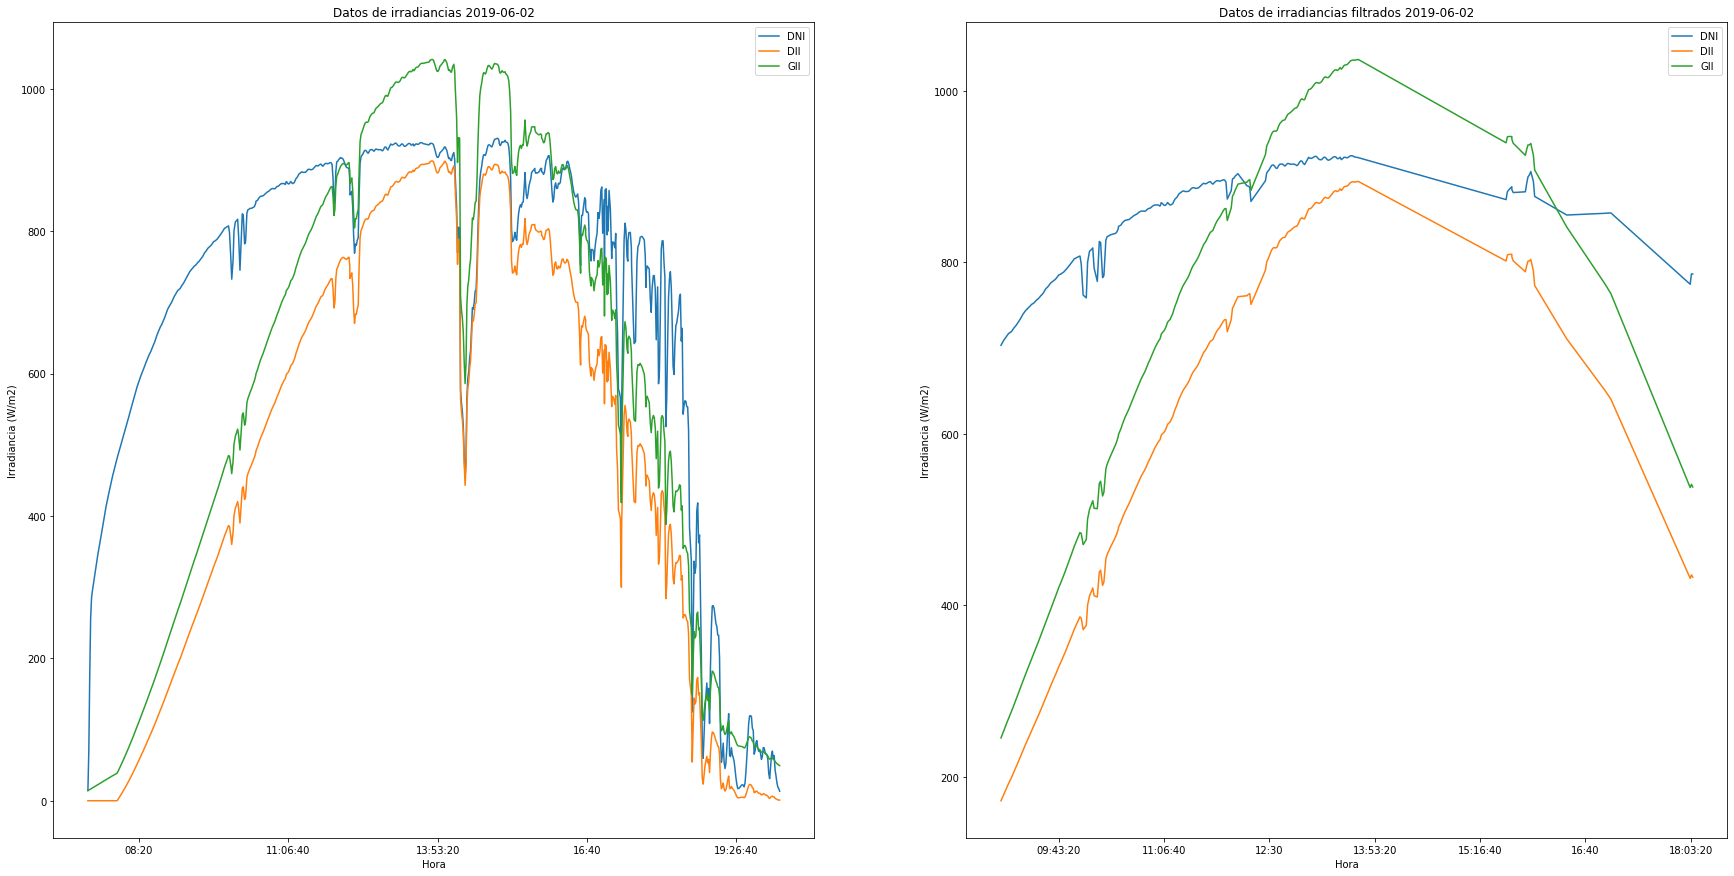 Datos de irradiancias 2019-06-02
DNI
DII
GII
1000
800
600
400
200
0
Irradiancia (W/m2)
08:20
11:06:40
13:53:20
16:40
19:26:40
Hora
Datos de irradiancias filtrados 2019-06-02
DNI
DII
GII
1000
800
600
400
200
Irradiancia (W/m2)
09:43:20
11:06:40
12:30
13:53:20
15:16:40
16:40
18:03:20
Hora